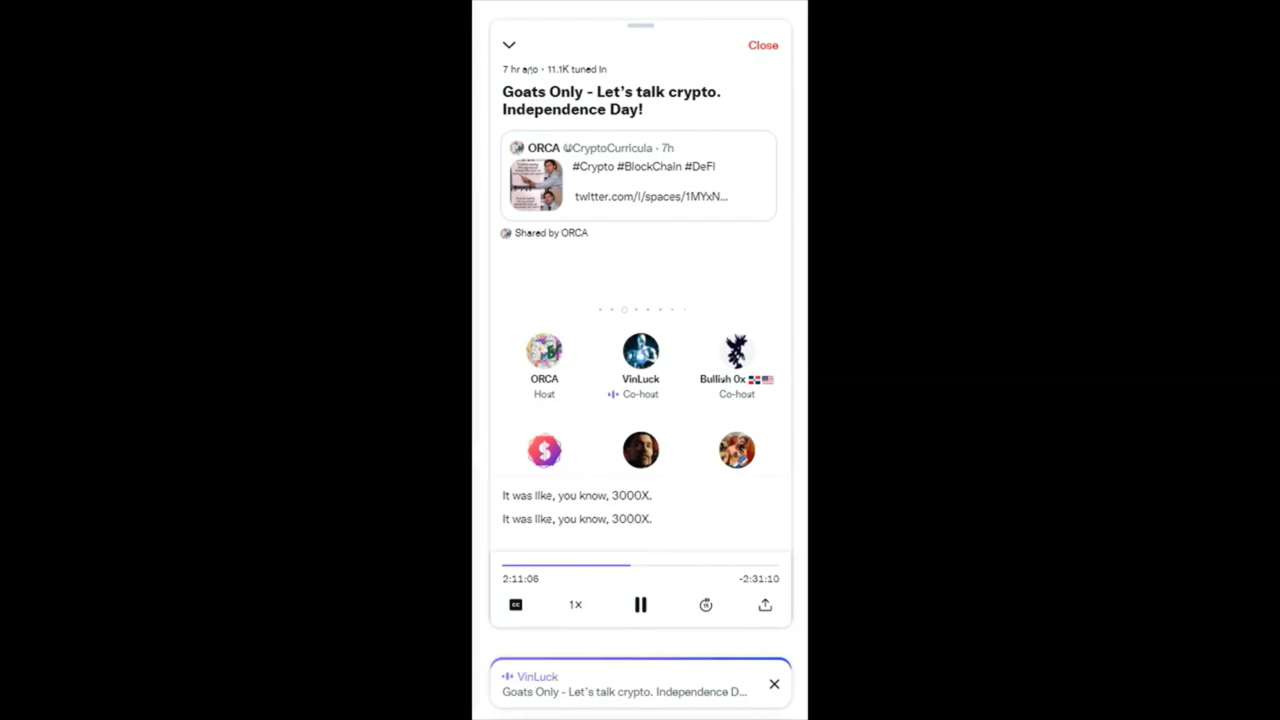 Close
7 hr ago · 11.1K tuned in
Goats Only - Let's talk crypto.
Independence Day!
ORCA @CryptoCurricula · 7h
#Crypto #BlockChain #DeFi
twitter.com/i/spaces/1MYxN...
Shared by ORCA
ORCA VinLuck Bullish 0x
Host Co-host Co-host
$
It was like, you know, 3000X.
It was like, you know, 3000X.
2:11:06 -2:31:10
CC 1X 15
VinLuck
Goats Only - Let's talk crypto. Independence D...